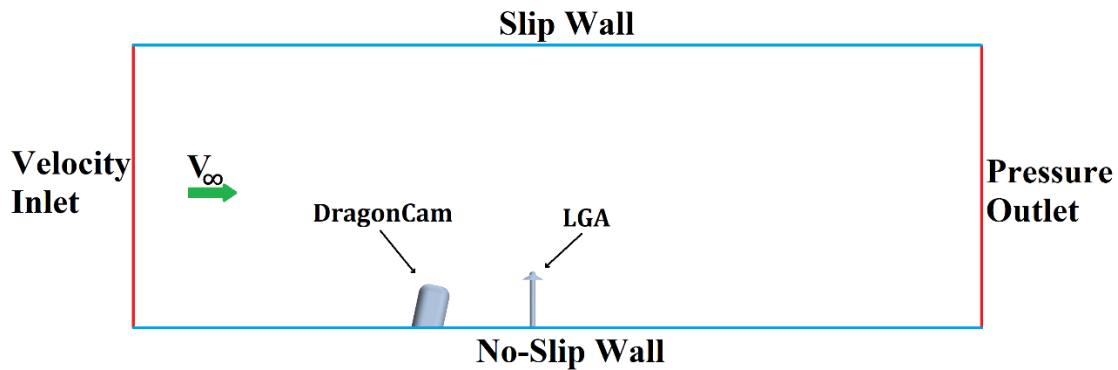 Slip Wall
Velocity
Inlet
V∞
DragonCam
LGA
Pressure
Outlet
No-Slip Wall